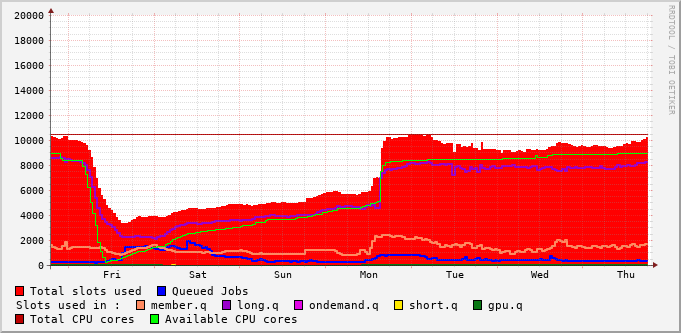 RRDTOOL / TOBI OETIKER
20000
18000
16000
14000
12000
10000
8000
6000
4000
2000
0
Fri Sat Sun Mon Tue Wed Thu
Total slots used Queued Jobs
Slots used in : member.q long.q ondemand.q short.q gpu.q
Total CPU cores Available CPU cores